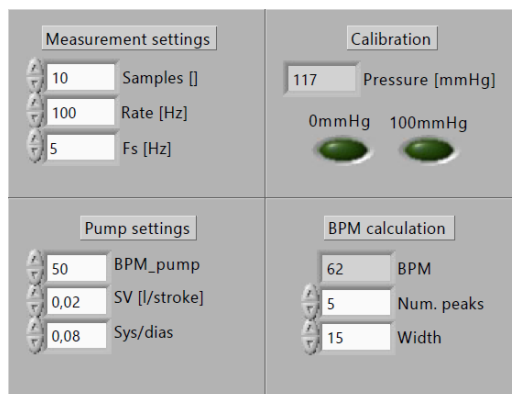 Measurement settings
10 Samples []
100 Rate [Hz]
5 Fs [Hz]
Calibration
117 Pressure [mmHg]
0mmHg 100mmHg
Pump settings
50 BPM_pump
0,02 SV [l/stroke]
0,08 Sys/dias
BPM calculation
62 BPM
5 Num. peaks
15 Width